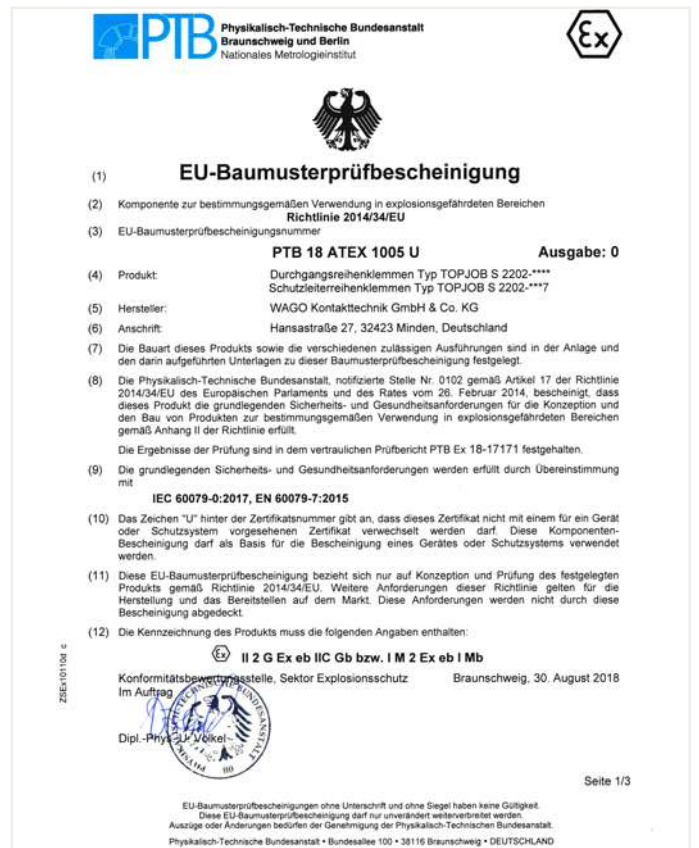 PTB
Physikalisch-Technische Bundesanstalt
Braunschweig und Berlin
Nationales Metrologieinstitut
Ex
(1) EU-Baumusterprüfbescheinigung
(2) Komponente zur bestimmungsgemäßen Verwendung in explosionsgefährdeten Bereichen
Richtlinie 2014/34/EU
(3) EU-Baumusterprüfbescheinigungsnummer
PTB 18 ATEX 1005 U Ausgabe: 0
(4) Produkt: Durchgangsreihenklemmen Typ TOPJOB S 2202-****
Schutzleiterreihenklemmen Typ TOPJOB S 2202-***7
(5) Hersteller: WAGO Kontakttechnik GmbH & Co. KG
(6) Anschrift: Hansastraße 27, 32423 Minden, Deutschland
(7) Die Bauart dieses Produkts sowie die verschiedenen zulässigen Ausführungen sind in der Anlage und
den darin aufgeführten Unterlagen zu dieser Baumusterprüfbescheinigung festgelegt.
(8) Die Physikalisch-Technische Bundesanstalt, notifizierte Stelle Nr. 0102 gemäß Artikel 17 der Richtlinie
2014/34/EU des Europäischen Parlaments und des Rates vom 26. Februar 2014, bescheinigt, dass
dieses Produkt die grundlegenden Sicherheits- und Gesundheitsanforderungen für die Konzeption und
den Bau von Produkten zur bestimmungsgemäßen Verwendung in explosionsgefährdeten Bereichen
gemäß Anhang II der Richtlinie erfüllt.
Die Ergebnisse der Prüfung sind in dem vertraulichen Prüfbericht PTB Ex 18-17171 festgehalten.
(9) Die grundlegenden Sicherheits- und Gesundheitsanforderungen werden erfüllt durch Übereinstimmung
mit
IEC 60079-0:2017, EN 60079-7:2015
(10) Das Zeichen "U" hinter der Zertifikatsnummer gibt an, dass dieses Zertifikat nicht mit einem für ein Gerät
oder Schutzsystem vorgesehenen Zertifikat verwechselt werden darf. Diese Komponenten-
Bescheinigung darf als Basis für die Bescheinigung eines Gerätes oder Schutzsystems verwendet
werden.
(11) Diese EU-Baumusterprüfbescheinigung bezieht sich nur auf Konzeption und Prüfung des festgelegten
Produkts gemäß Richtlinie 2014/34/EU. Weitere Anforderungen dieser Richtlinie gelten für die
Herstellung und das Bereitstellen auf dem Markt. Diese Anforderungen werden nicht durch diese
Bescheinigung abgedeckt.
(12) Die Kennzeichnung des Produkts muss die folgenden Angaben enthalten:
Ex II 2 G Ex eb IIC Gb bzw. I M 2 Ex eb I Mb
Konformitätsbewertungsstelle, Sektor Explosionsschutz Braunschweig, 30. August 2018
Im Auftrag
PHYSIKALISCH-TECHNISCHE BUNDESANSTALT
Dipl.-Phys. U. Völkel
ZSEx10110d c
Seite 1/3
EU-Baumusterprüfbescheinigungen ohne Unterschrift und ohne Siegel haben keine Gültigkeit.
Diese EU-Baumusterprüfbescheinigung darf nur unverändert weiterverbreitet werden.
Auszüge oder Änderungen bedürfen der Genehmigung der Physikalisch-Technischen Bundesanstalt.
Physikalisch-Technische Bundesanstalt • Bundesallee 100 • 38116 Braunschweig • DEUTSCHLAND